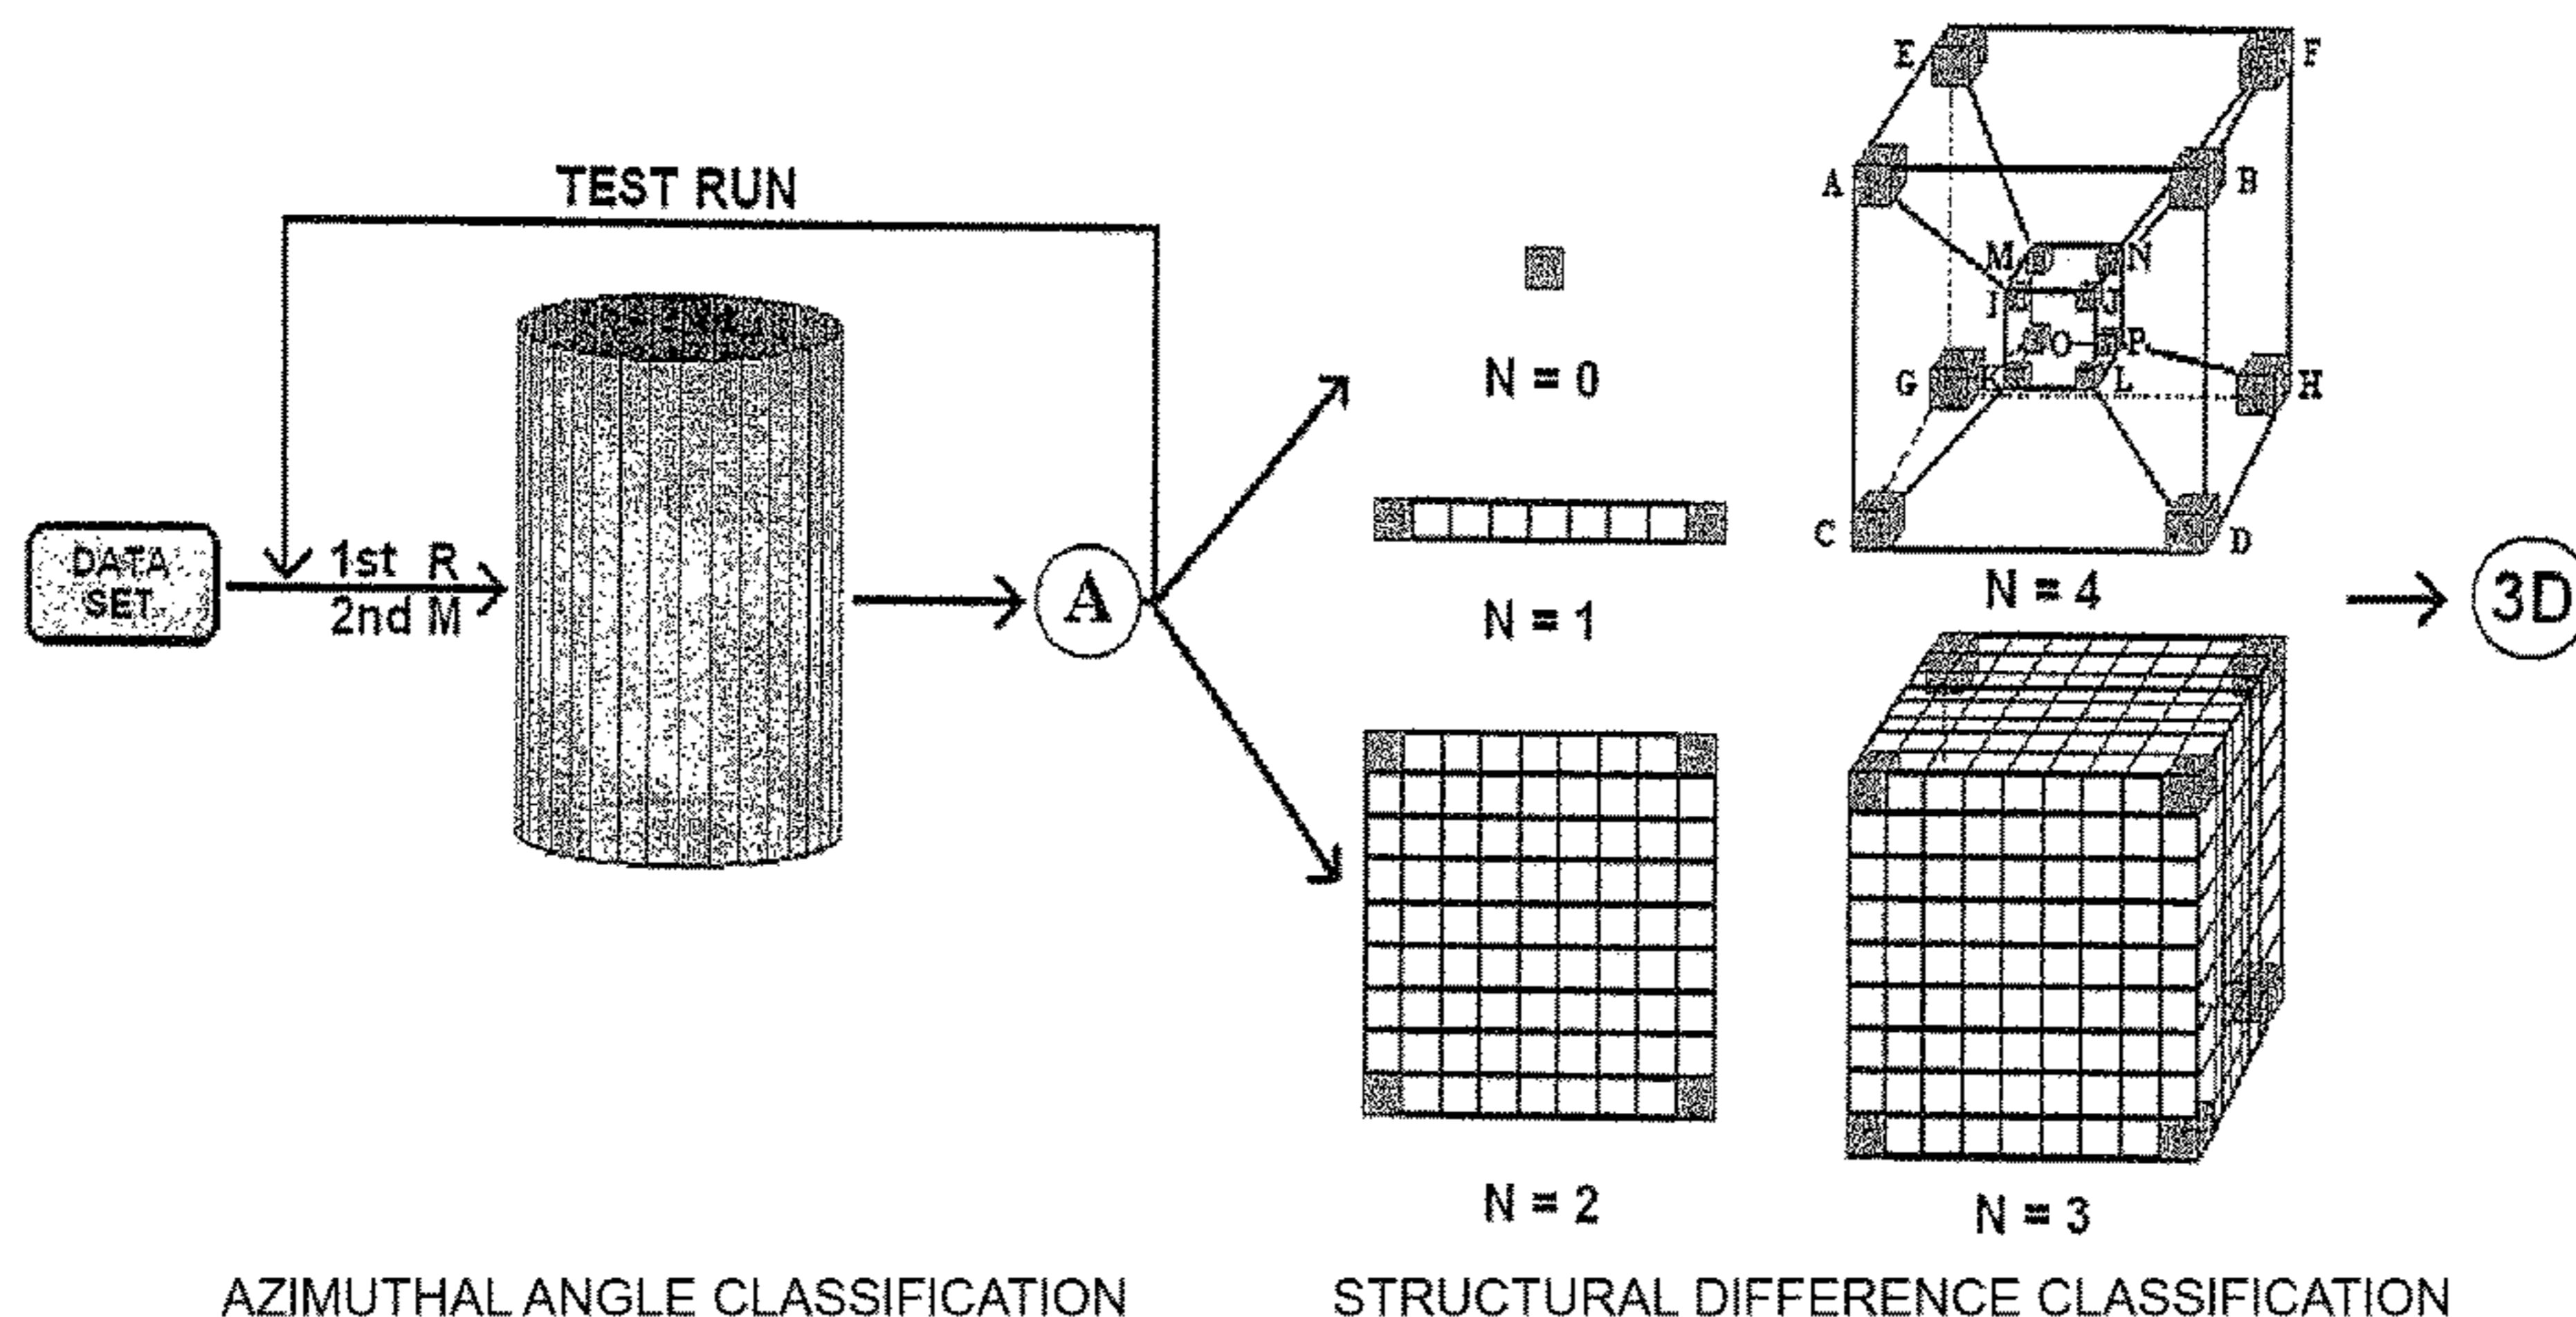 TEST RUN
DATA
SET
1st R
2nd M
A
N = 0
N = 1
N = 2
E
F
A
B
M
N
I
J
O
P
G
K
L
H
C
D
N = 4
N = 3
3D
AZIMUTHAL ANGLE CLASSIFICATION
STRUCTURAL DIFFERENCE CLASSIFICATION